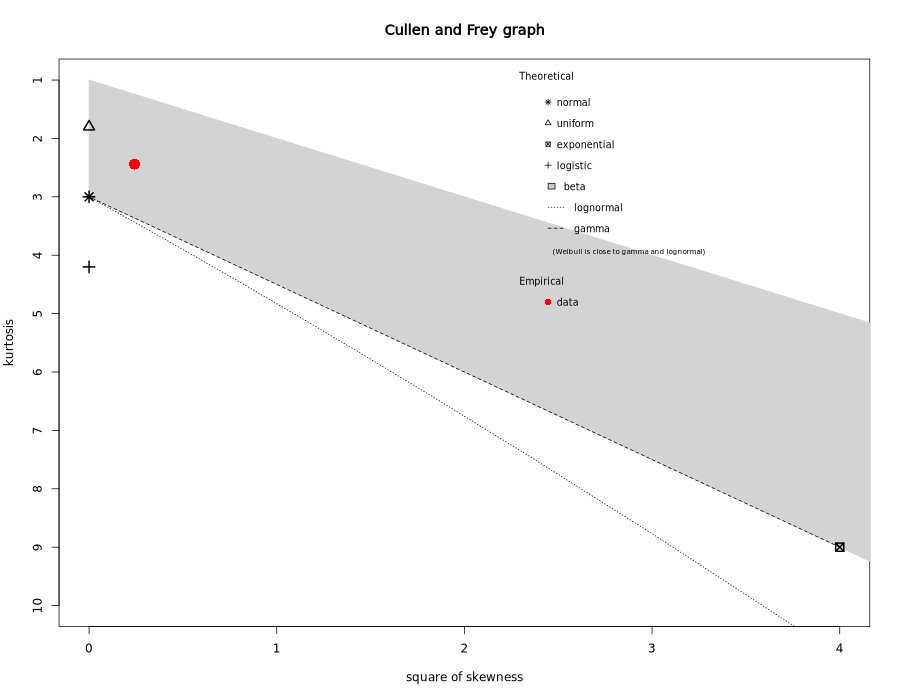 Cullen and Frey graph
Theoretical
normal
uniform
exponential
logistic
beta
lognormal
gamma
(Weibull is close to gamma and lognormal)
Empirical
data
kurtosis
1
2
3
4
5
6
7
8
9
10
0 1 2 3 4
square of skewness